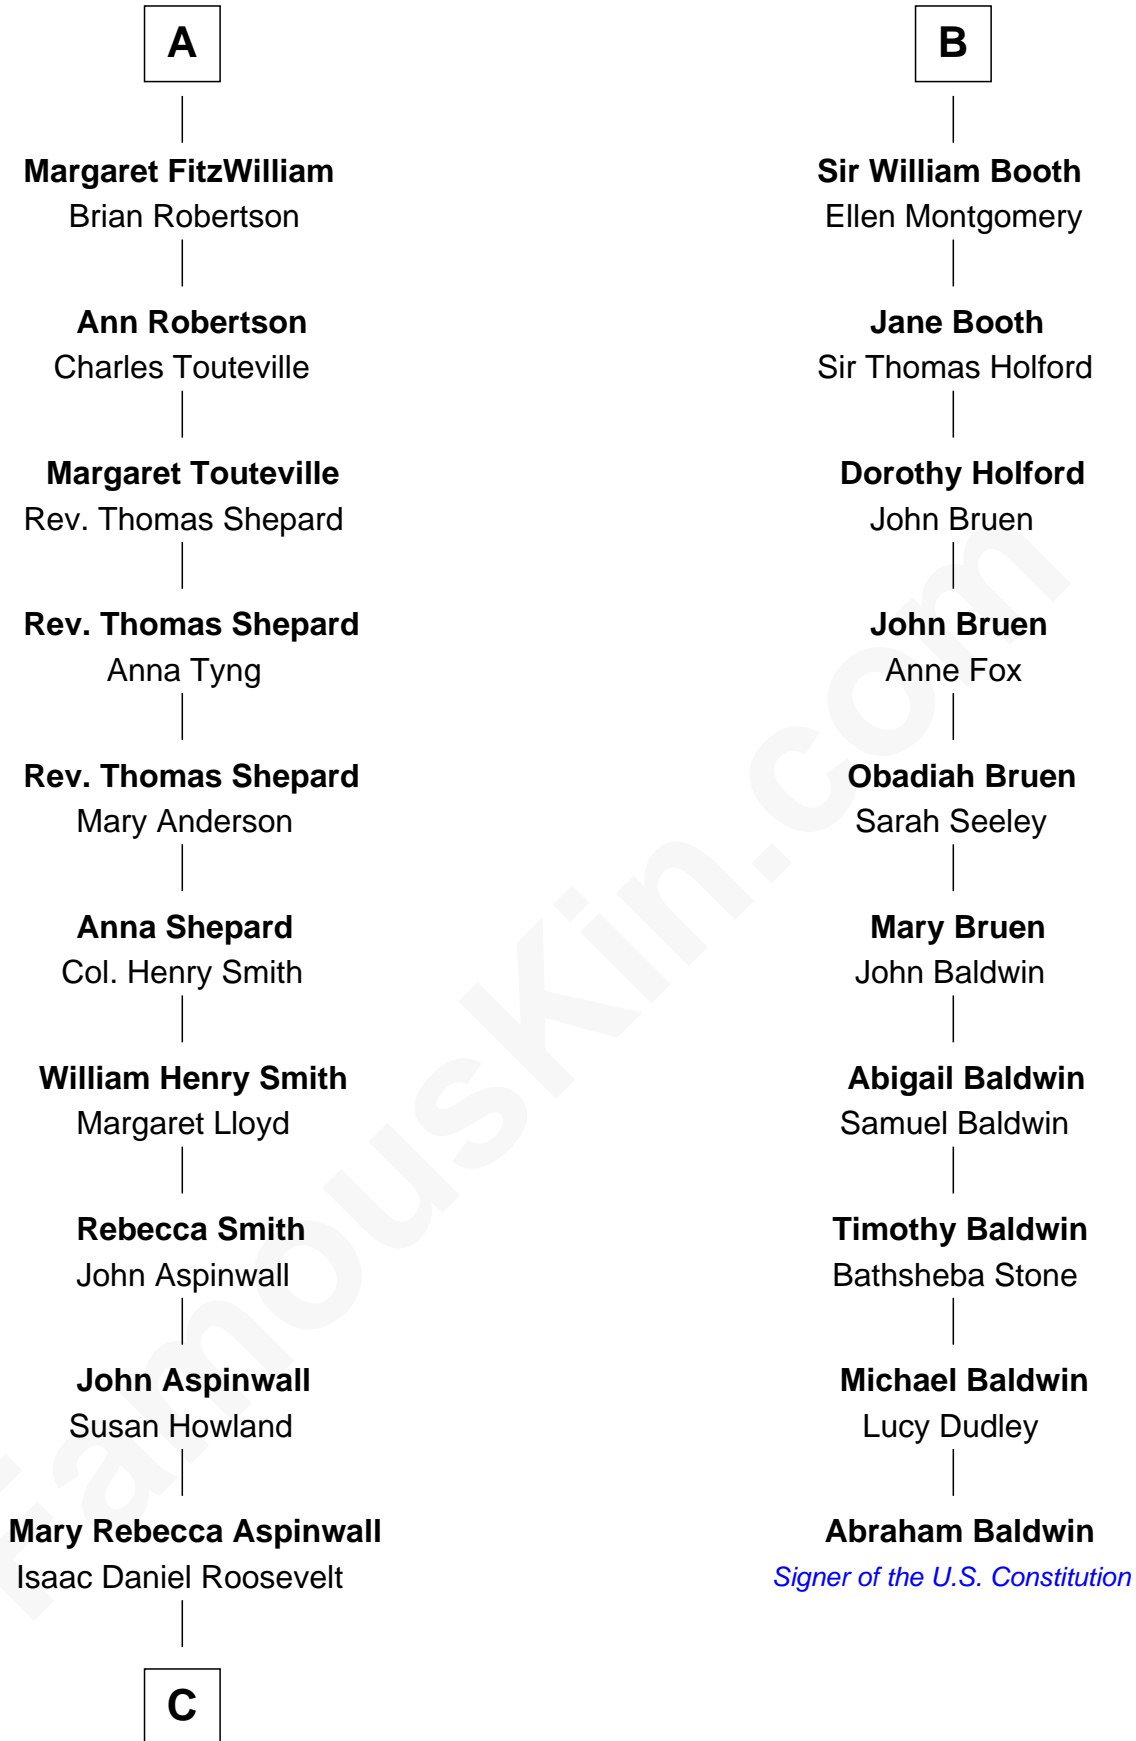 A
Margaret FitzWilliam
Brian Robertson
Ann Robertson
Charles Touteville
Margaret Touteville
Rev. Thomas Shepard
Rev. Thomas Shepard
Anna Tyng
Rev. Thomas Shepard
Mary Anderson
Anna Shepard
Col. Henry Smith
William Henry Smith
Margaret Lloyd
Rebecca Smith
John Aspinwall
John Aspinwall
Susan Howland
Mary Rebecca Aspinwall
Isaac Daniel Roosevelt
C
B
Sir William Booth
Ellen Montgomery
Jane Booth
Sir Thomas Holford
Dorothy Holford
John Bruen
John Bruen
Anne Fox
Obadiah Bruen
Sarah Seeley
Mary Bruen
John Baldwin
Abigail Baldwin
Samuel Baldwin
Timothy Baldwin
Bathsheba Stone
Michael Baldwin
Lucy Dudley
Abraham Baldwin
Signer of the U.S. Constitution
FamousKin.com